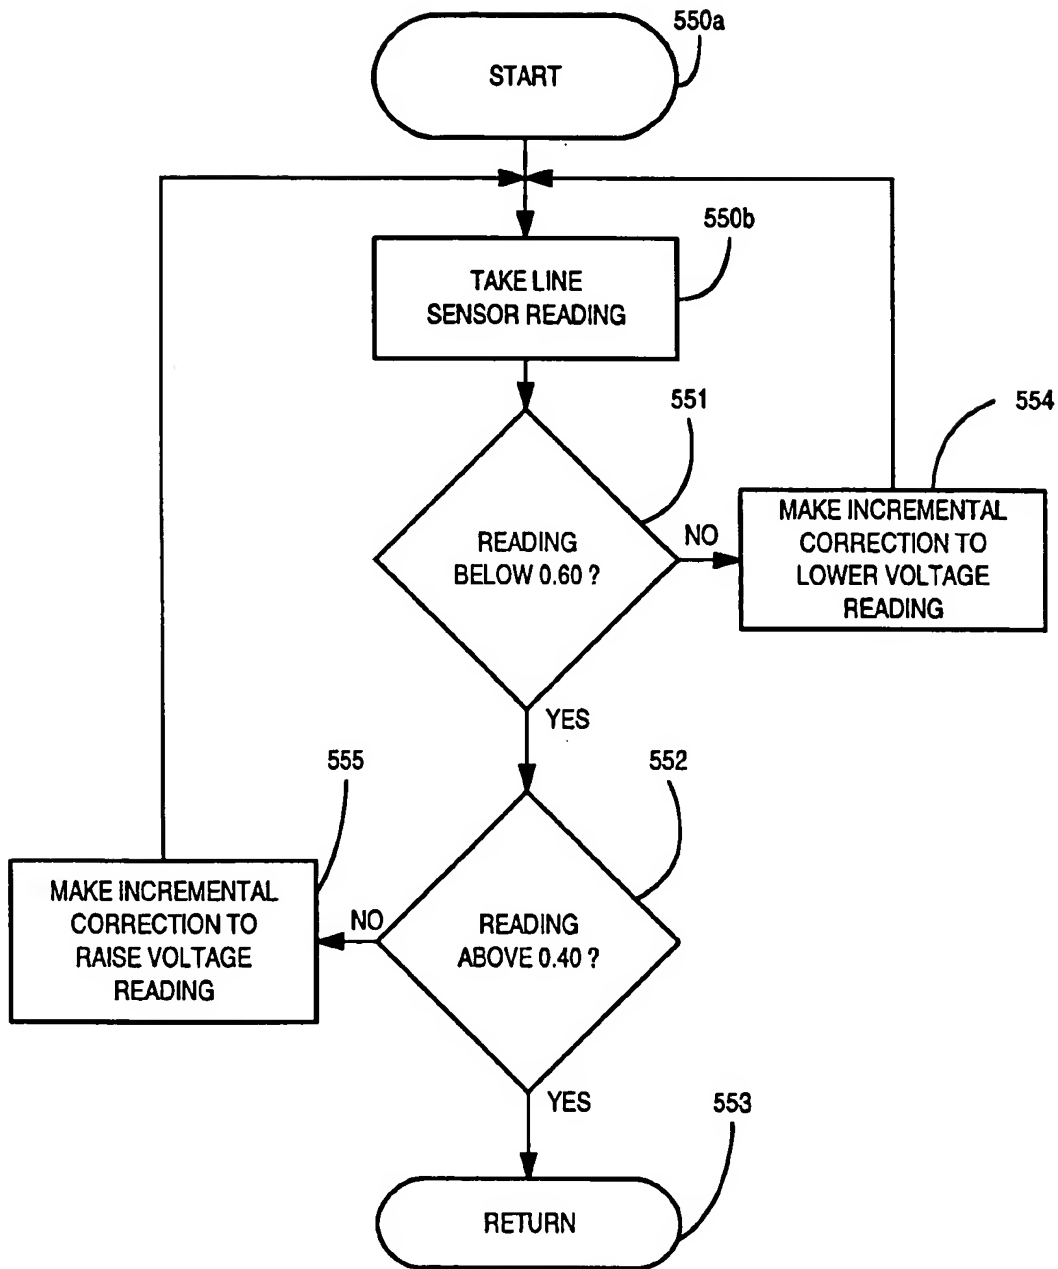 550a
START
550b
TAKE LINE
SENSOR READING
551
554
READING
BELOW 0.60 ?
NO
MAKE INCREMENTAL
CORRECTION TO
LOWER VOLTAGE
READING
YES
555
552
MAKE INCREMENTAL
CORRECTION TO
RAISE VOLTAGE
READING
NO
READING
ABOVE 0.40 ?
YES
553
RETURN